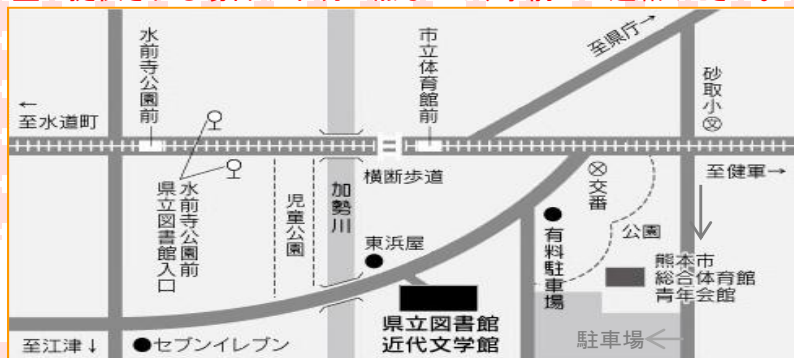 水前寺公園前
市立体育館前
至県庁→
砂取小㊛
←
至水道町
横断歩道
交番
至健軍→
水前寺公園前
県立図書館入口
児童公園
加勢川
東浜屋
有料駐車場
公園
熊本市
総合体育館
青年会館
県立図書館
近代文学館
駐車場
至江津↓
セブンイレブン